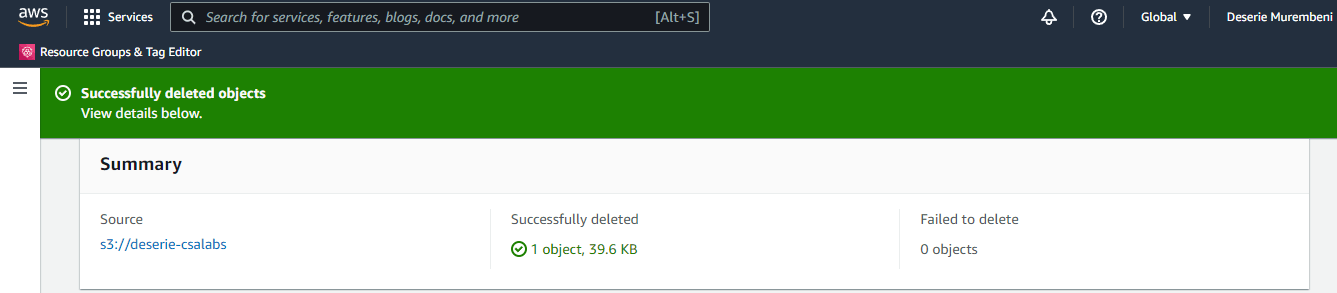 aws
Services
Search for services, features, blogs, docs, and more
[Alt+S]
Global
Deserie Murembeni
Resource Groups & Tag Editor
Successfully deleted objects
View details below.
Summary
Source
s3://deserie-csalabs
Successfully deleted
1 object, 39.6 KB
Failed to delete
0 objects